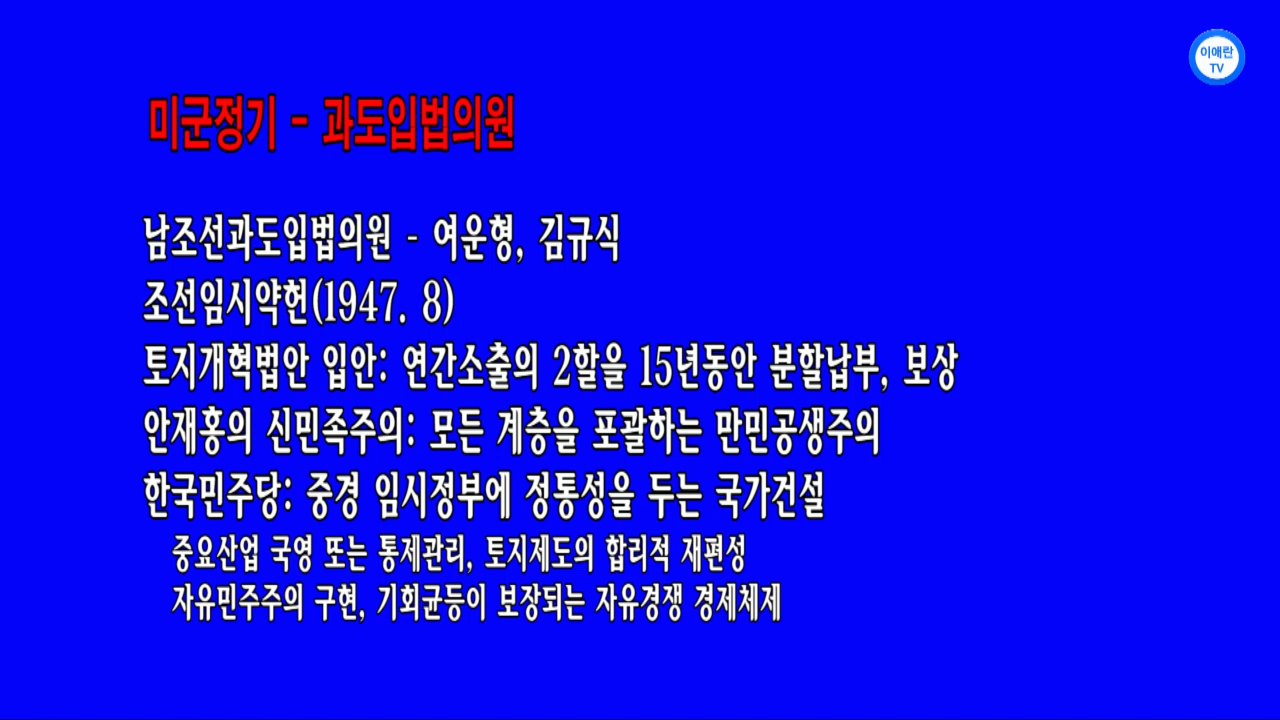 이애란
TV
미군정기 - 과도입법의원
남조선과도입법의원 - 여운형, 김규식
조선임시약헌(1947. 8)
토지개혁법안 입안: 연간소출의 2할을 15년동안 분할납부, 보상
안재홍의 신민족주의: 모든 계층을 포괄하는 만민공생주의
한국민주당: 중경 임시정부에 정통성을 두는 국가건설
중요산업 국영 또는 통제관리, 토지제도의 합리적 재편성
자유민주주의 구현, 기회균등이 보장되는 자유경쟁 경제체제